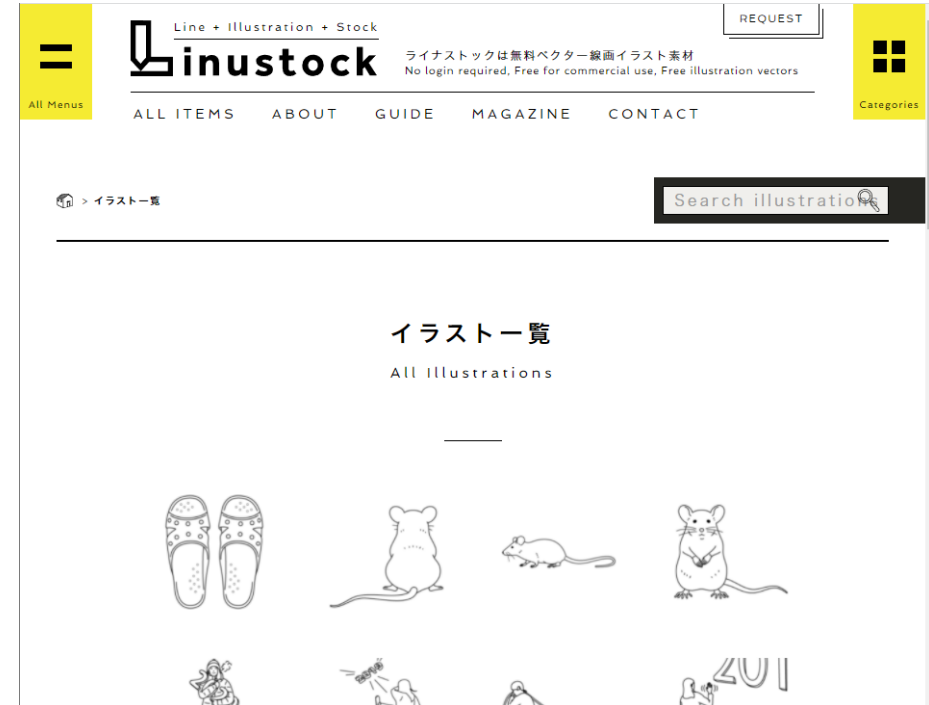 Line + Illustration + Stock
Linustock
ライナストックは無料ベクター線画イラスト素材
No login required, Free for commercial use, Free illustration vectors
REQUEST
All Menus
Categories
ALL ITEMS ABOUT GUIDE MAGAZINE CONTACT
> イラスト一覧
Search illustrations
イラスト一覧
All Illustrations
2019
201